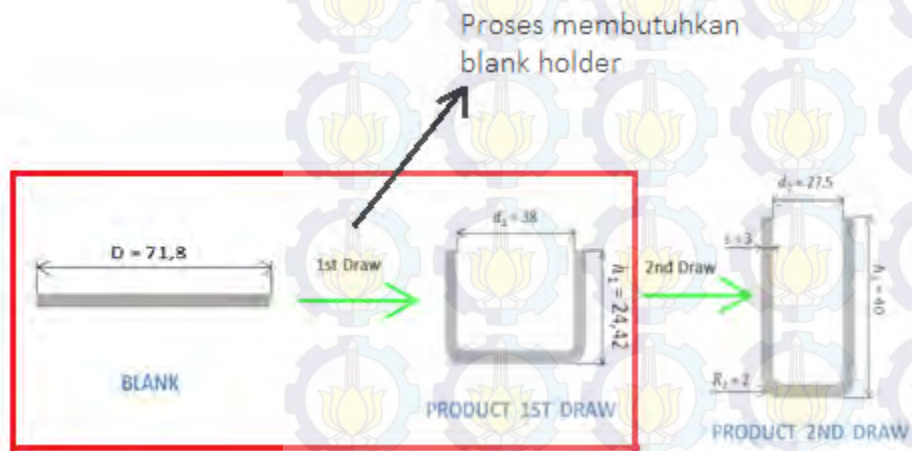 Proses membutuhkan
blank holder
D = 71,8
1st Draw
BLANK
d₁ = 38
h₁ = 24,42
PRODUCT 1ST DRAW
2nd Draw
d₂ = 27,5
s = 3
= 40
R₂ = 2
PRODUCT 2ND DRAW